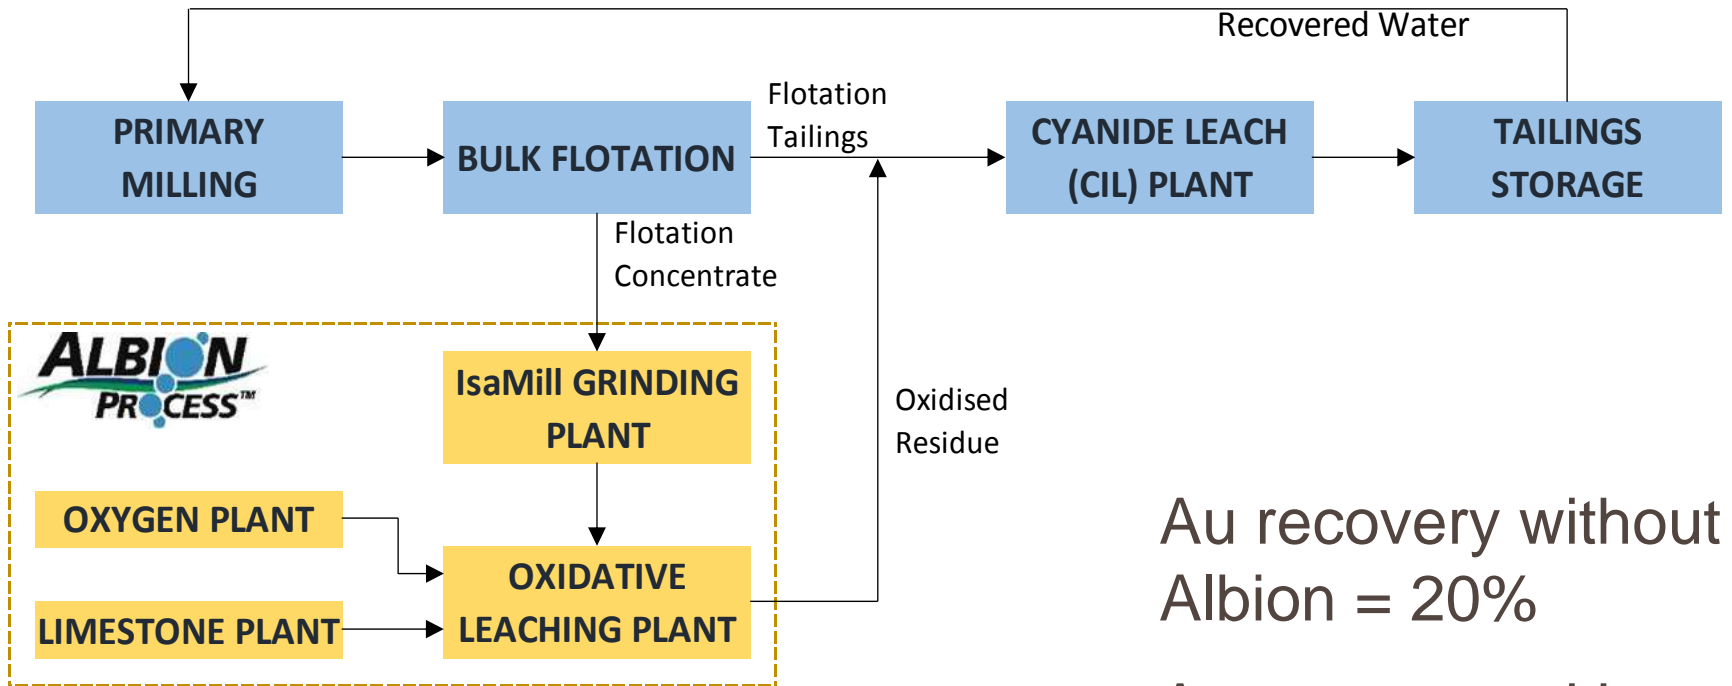 Recovered Water
Flotation
Tailings
PRIMARY
MILLING
BULK FLOTATION
CYANIDE LEACH
(CIL) PLANT
TAILINGS
STORAGE
Flotation
Concentrate
ALBION
PROCESS™
IsaMill GRINDING
PLANT
Oxidised
Residue
OXYGEN PLANT
OXIDATIVE
LEACHING PLANT
LIMESTONE PLANT
Au recovery without
Albion = 20%